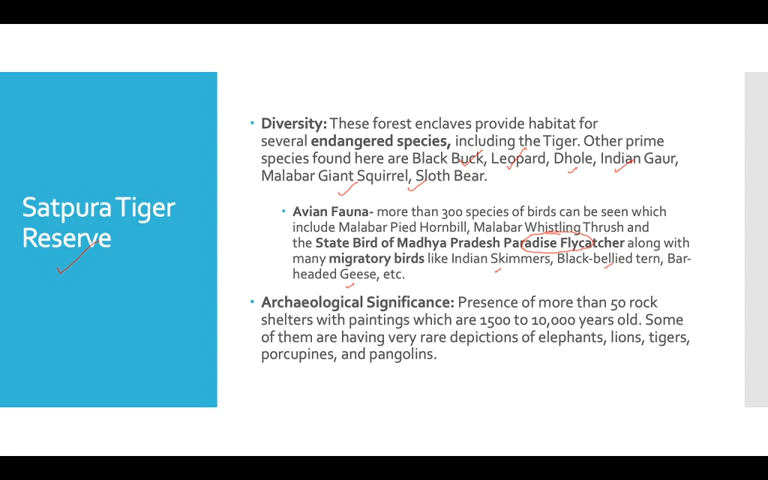 Satpura Tiger
Reserve
• Diversity: These forest enclaves provide habitat for
several endangered species, including the Tiger. Other prime
species found here are Black Buck, Leopard, Dhole, Indian Gaur,
Malabar Giant Squirrel, Sloth Bear.
• Avian Fauna- more than 300 species of birds can be seen which
include Malabar Pied Hornbill, Malabar Whistling Thrush and
the State Bird of Madhya Pradesh Paradise Flycatcher along with
many migratory birds like Indian Skimmers, Black-bellied tern, Bar-
headed Geese, etc.
• Archaeological Significance: Presence of more than 50 rock
shelters with paintings which are 1500 to 10,000 years old. Some
of them are having very rare depictions of elephants, lions, tigers,
porcupines, and pangolins.